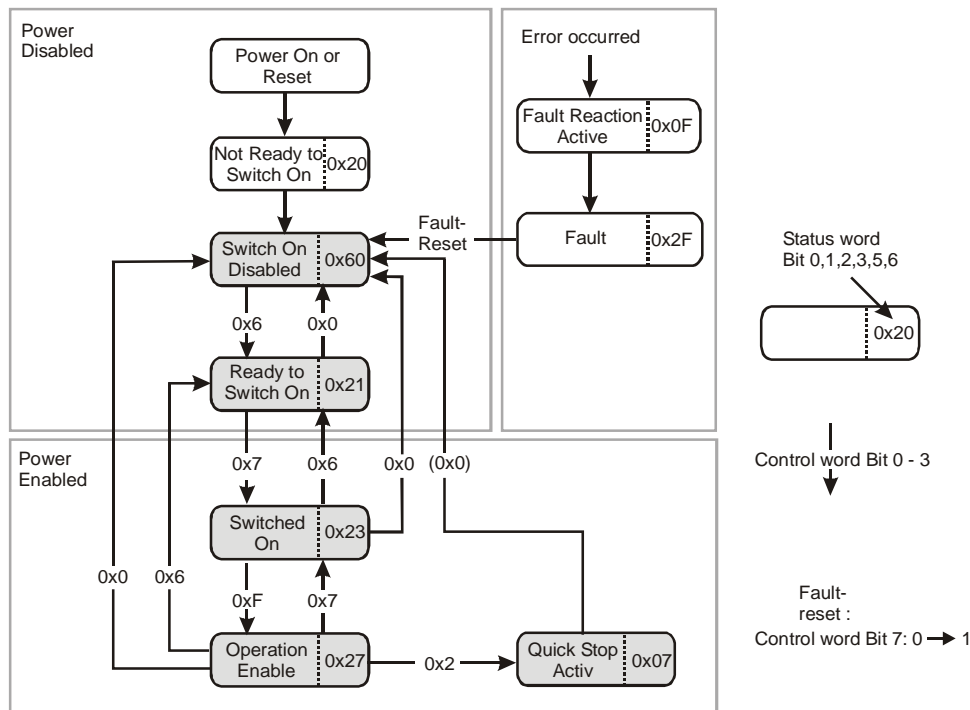 Power
Disabled
Power On or
Reset
Not Ready to
Switch On
0x20
Switch On
Disabled
0x60
0x6
0x0
Ready to
Switch On
0x21
Error occurred
Fault Reaction
Active
0x0F
Fault
0x2F
Fault-
Reset
Power
Enabled
0x7
0x6
0x0
(0x0)
Switched
On
0x23
0x0
0x6
0xF
0x7
Operation
Enable
0x27
0x2
Quick Stop
Activ
0x07
Status word
Bit 0,1,2,3,5,6
0x20
Control word Bit 0 - 3
Fault-
reset :
Control word Bit 7: 0 → 1